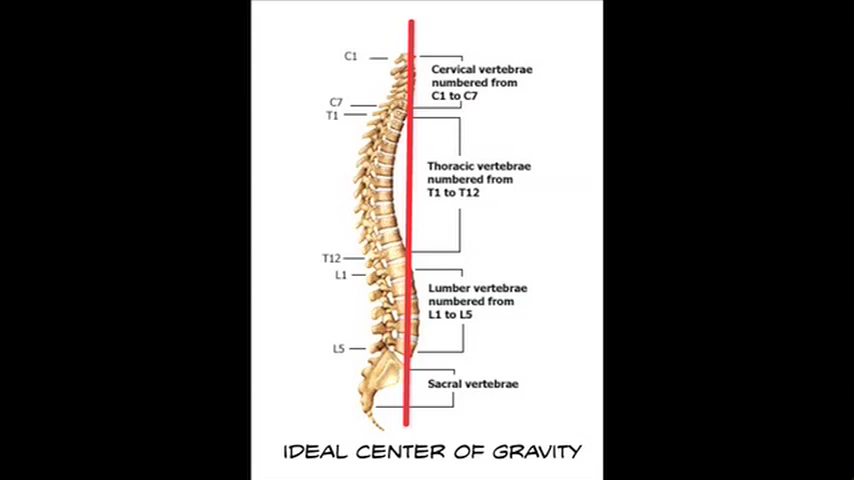 C1
Cervical vertebrae
numbered from
C1 to C7
C7
T1
Thoracic vertebrae
numbered from
T1 to T12
T12
L1
Lumber vertebrae
numbered from
L1 to L5
L5
Sacral vertebrae
IDEAL CENTER OF GRAVITY